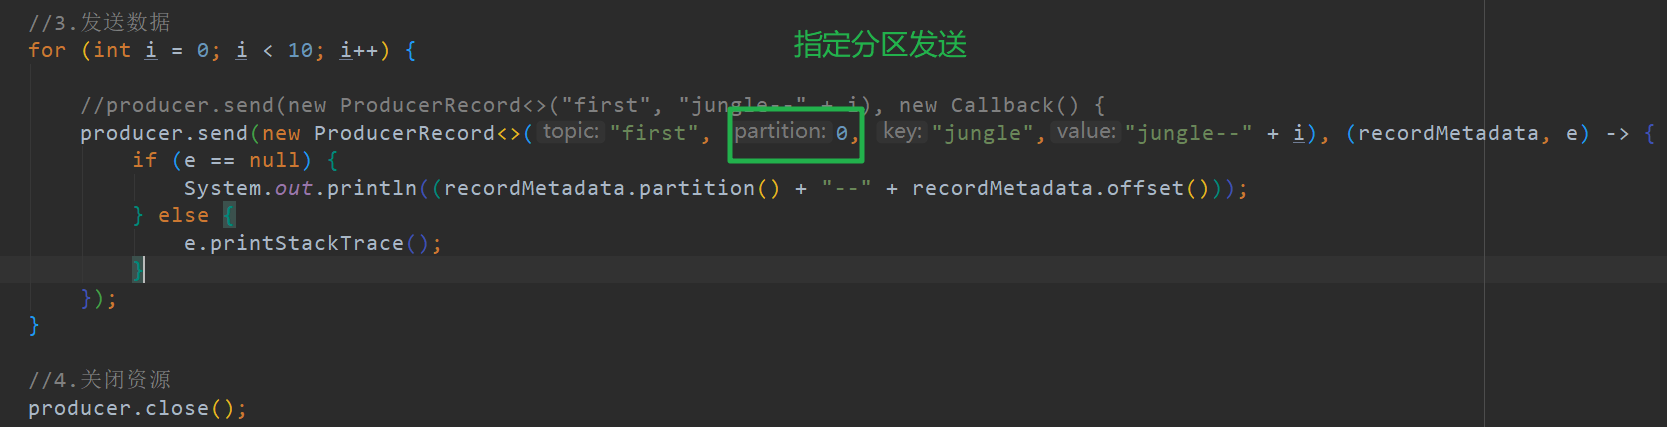 //3.发送数据
for (int i = 0; i < 10; i++) {
指定分区发送
//producer.send(new ProducerRecord<>("first", "jungle--" + i), new Callback() {
producer.send(new ProducerRecord<>( topic: "first", partition: 0, key: "jungle", value: "jungle--" + i), (recordMetadata, e) -> {
if (e == null) {
System.out.println((recordMetadata.partition() + "--" + recordMetadata.offset()));
} else {
e.printStackTrace();
}
});
}
//4.关闭资源
producer.close();